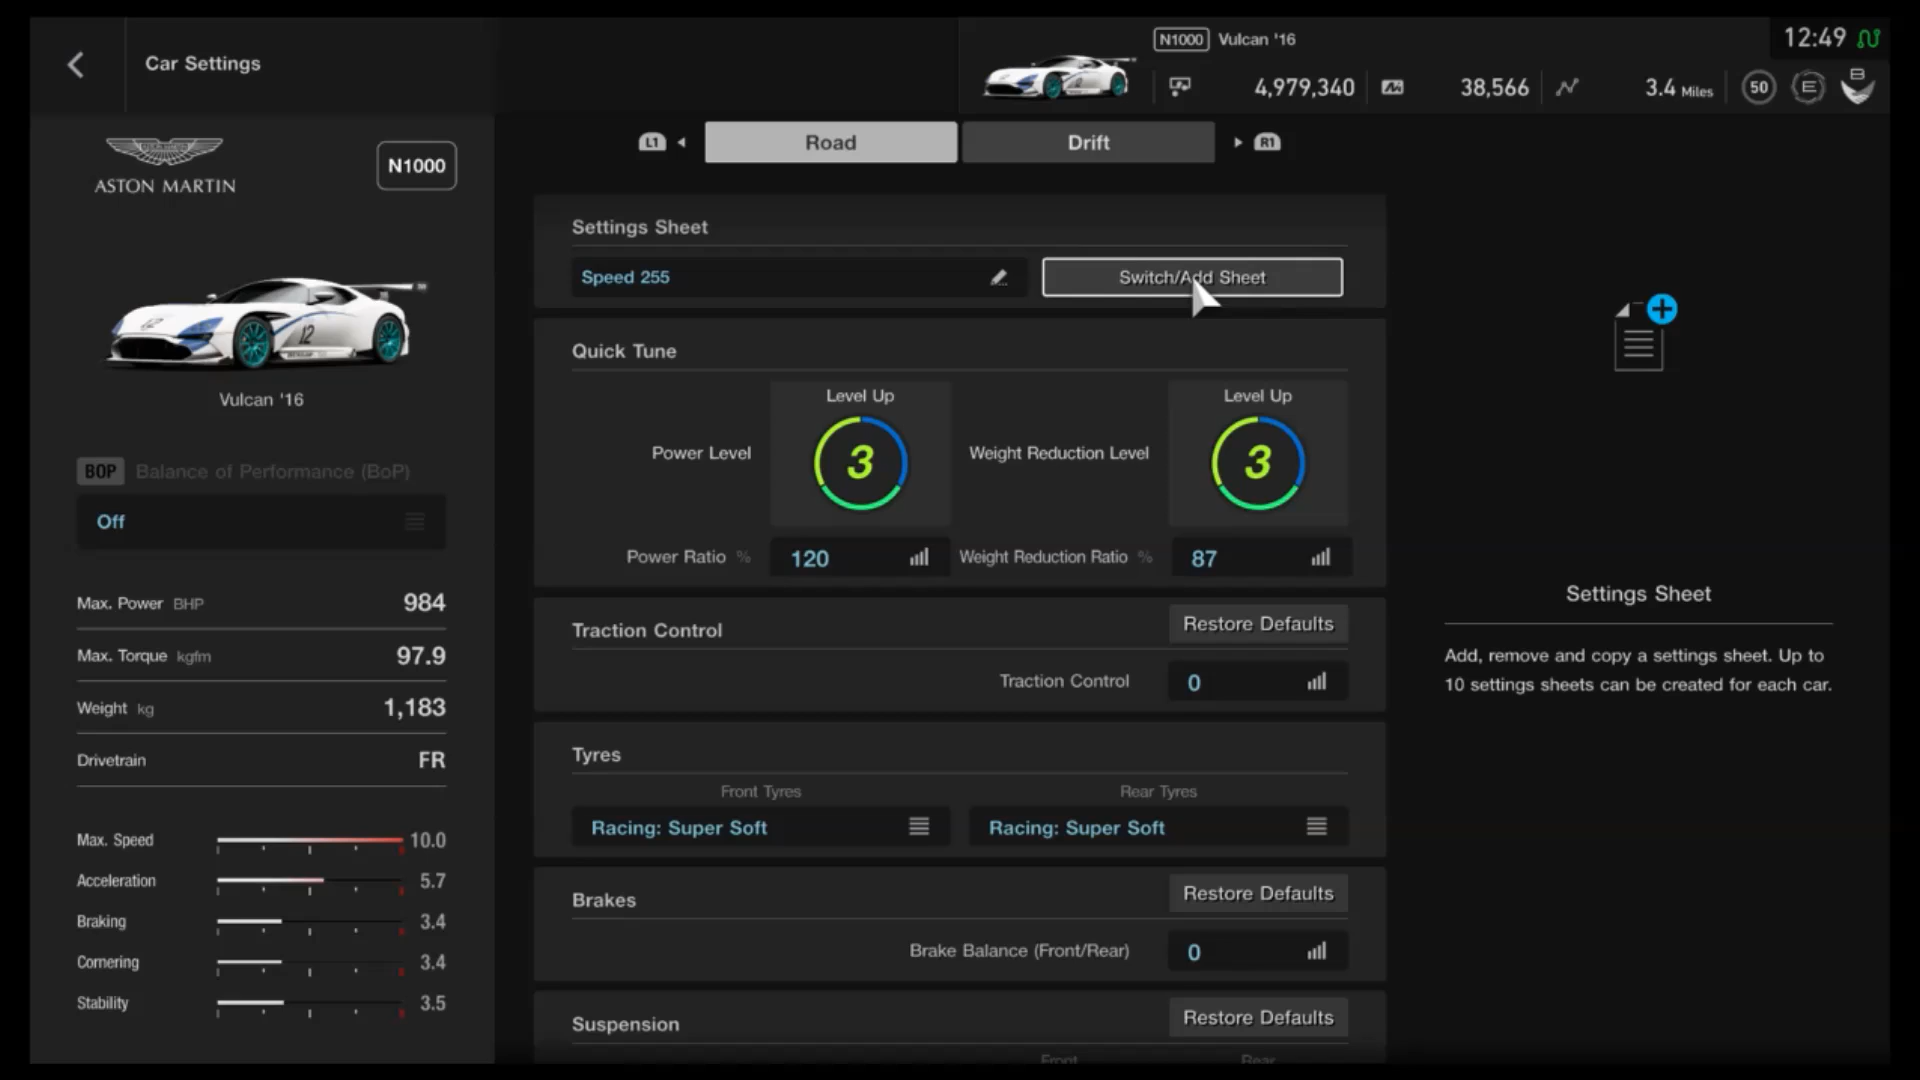 Car Settings
N1000 Vulcan '16
12:49
4,979,340
38,566
3.4 Miles
50
E
B
ASTON MARTIN
N1000
12
Vulcan '16
BOP Balance of Performance (BoP)
Off
Max. Power BHP 984
Max. Torque kgfm 97.9
Weight kg 1,183
Drivetrain FR
Max. Speed 10.0
Acceleration 5.7
Braking 3.4
Cornering 3.4
Stability 3.5
L1 Road Drift R1
Settings Sheet
Speed 255
Switch/Add Sheet
Quick Tune
Power Level
Level Up
3
Weight Reduction Level
Level Up
3
Power Ratio % 120
Weight Reduction Ratio % 87
Traction Control
Restore Defaults
Traction Control 0
Tyres
Front Tyres
Rear Tyres
Racing: Super Soft
Racing: Super Soft
Brakes
Restore Defaults
Brake Balance (Front/Rear) 0
Suspension
Restore Defaults
Front
Rear
Settings Sheet
Add, remove and copy a settings sheet. Up to
10 settings sheets can be created for each car.